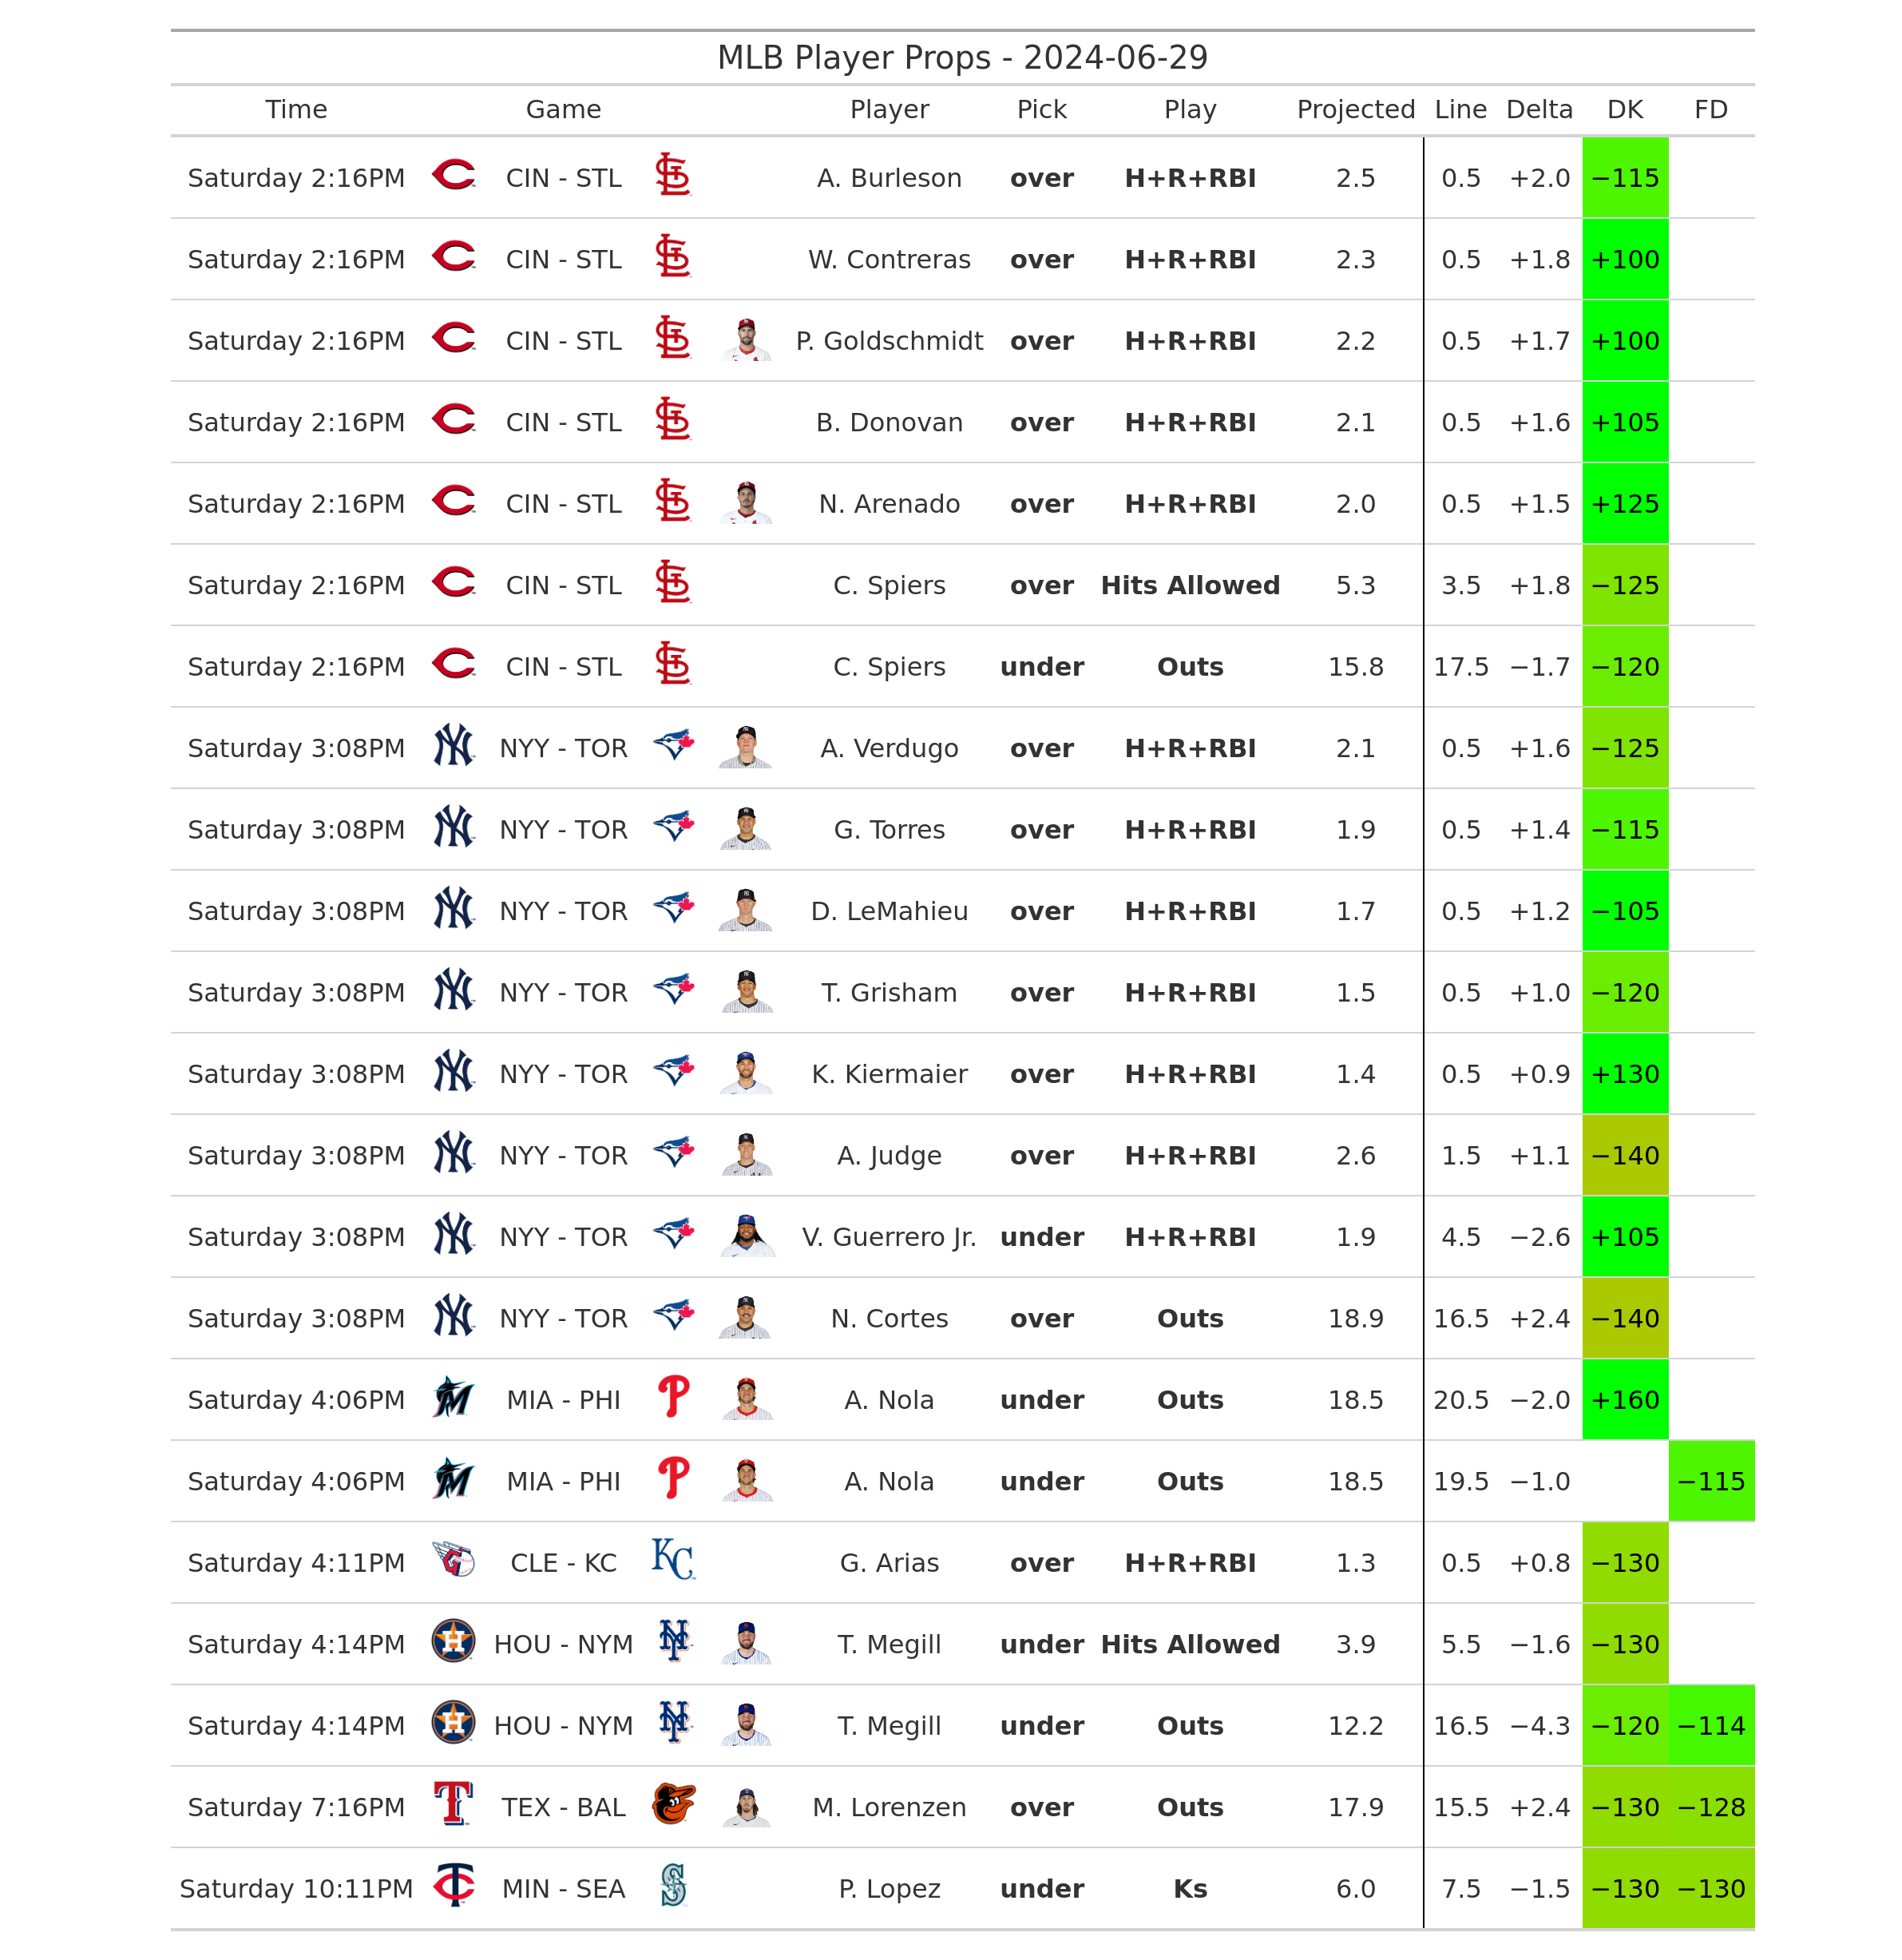 MLB Player Props - 2024-06-29
Time Game Player Pick Play Projected Line Delta DK FD
Saturday 2:16PM CIN - STL A. Burleson over H+R+RBI 2.5 0.5 +2.0 −115
Saturday 2:16PM CIN - STL W. Contreras over H+R+RBI 2.3 0.5 +1.8 +100
Saturday 2:16PM CIN - STL P. Goldschmidt over H+R+RBI 2.2 0.5 +1.7 +100
Saturday 2:16PM CIN - STL B. Donovan over H+R+RBI 2.1 0.5 +1.6 +105
Saturday 2:16PM CIN - STL N. Arenado over H+R+RBI 2.0 0.5 +1.5 +125
Saturday 2:16PM CIN - STL C. Spiers over Hits Allowed 5.3 3.5 +1.8 −125
Saturday 2:16PM CIN - STL C. Spiers under Outs 15.8 17.5 −1.7 −120
Saturday 3:08PM NYY - TOR A. Verdugo over H+R+RBI 2.1 0.5 +1.6 −125
Saturday 3:08PM NYY - TOR G. Torres over H+R+RBI 1.9 0.5 +1.4 −115
Saturday 3:08PM NYY - TOR D. LeMahieu over H+R+RBI 1.7 0.5 +1.2 −105
Saturday 3:08PM NYY - TOR T. Grisham over H+R+RBI 1.5 0.5 +1.0 −120
Saturday 3:08PM NYY - TOR K. Kiermaier over H+R+RBI 1.4 0.5 +0.9 +130
Saturday 3:08PM NYY - TOR A. Judge over H+R+RBI 2.6 1.5 +1.1 −140
Saturday 3:08PM NYY - TOR V. Guerrero Jr. under H+R+RBI 1.9 4.5 −2.6 +105
Saturday 3:08PM NYY - TOR N. Cortes over Outs 18.9 16.5 +2.4 −140
Saturday 4:06PM MIA - PHI A. Nola under Outs 18.5 20.5 −2.0 +160
Saturday 4:06PM MIA - PHI A. Nola under Outs 18.5 19.5 −1.0 −115
Saturday 4:11PM CLE - KC G. Arias over H+R+RBI 1.3 0.5 +0.8 −130
Saturday 4:14PM HOU - NYM T. Megill under Hits Allowed 3.9 5.5 −1.6 −130
Saturday 4:14PM HOU - NYM T. Megill under Outs 12.2 16.5 −4.3 −120 −114
Saturday 7:16PM TEX - BAL M. Lorenzen over Outs 17.9 15.5 +2.4 −130 −128
Saturday 10:11PM MIN - SEA P. Lopez under Ks 6.0 7.5 −1.5 −130 −130